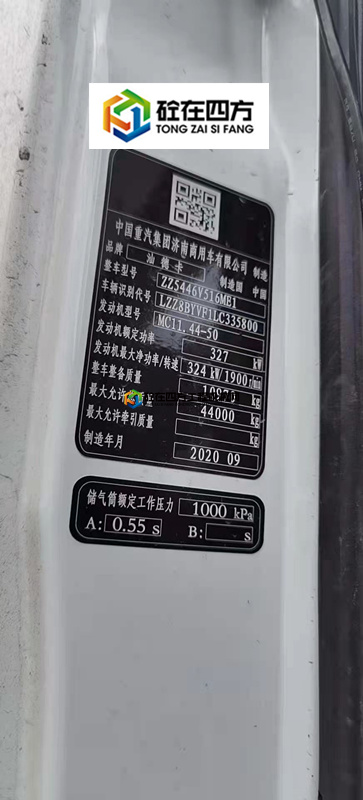 砼在四方
TONG ZAI SI FANG
中国重汽集团济南商用车有限公司 制造
品牌 汕德卡 制造国 中国
整车型号 ZZ5446V516ME1
车辆识别代号 LZZ8BYVF1LC335800
发动机型号 MC11.44-50
发动机额定功率 327 kW
发动机最大净功率/转速 324 kW/1900r/min
整车整备质量 kg
最大允许 质量 44000 kg
最大允许牵引质量 kg
制造年月 2020 09
储气筒额定工作压力 1000 kPa
A: 0.55 s B: s